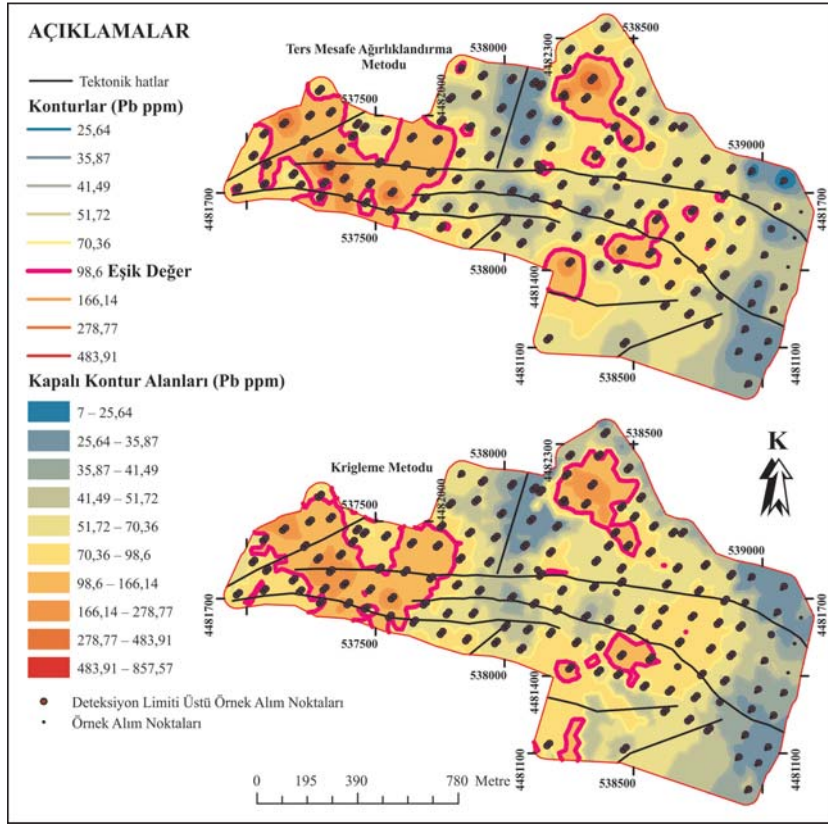 AÇIKLAMALAR
Tektonik hatlar
Konturlar (Pb ppm)
25,64
35,87
41,49
51,72
70,36
98,6 Eşik Değer
166,14
278,77
483,91
Kapalı Kontur Alanları (Pb ppm)
7 – 25,64
25,64 – 35,87
35,87 – 41,49
41,49 – 51,72
51,72 – 70,36
70,36 – 98,6
98,6 – 166,14
166,14 – 278,77
278,77 – 483,91
483,91 – 857,57
Deteksiyon Limiti Üstü Örnek Alım Noktaları
Örnek Alım Noktaları
Ters Mesafe Ağırlıklandırma
Metodu
538500
4482300
538000
4482000
537500
539000
4481700
4481700
537500
538000
4481400
4481100
4481100
538500
Krigleme Metodu
538500
4482300
538000
4482000
537500
K
539000
4481700
4481700
537500
538000
4481400
4481100
4481100
538500
0 195 390 780 Metre